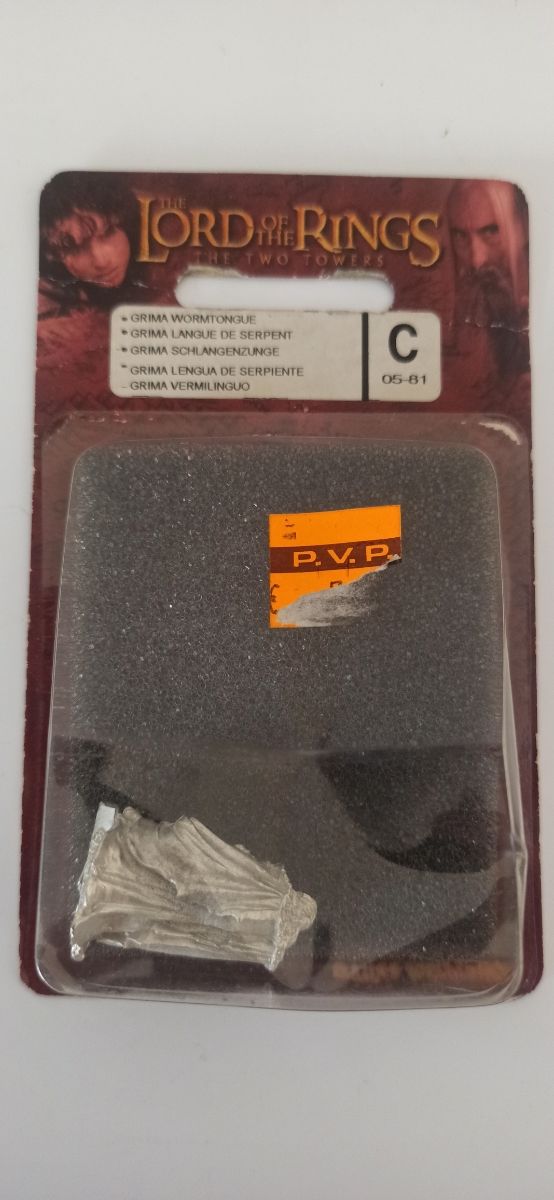 THE
LORD OF THE RINGS
THE TWO TOWERS
GRIMA WORMTONGUE
GRIMA LANGUE DE SERPENT
GRIMA SCHLANGENZUNGE
GRIMA LENGUA DE SERPIENTE
GRIMA VERMILINGUO
C
05-81
P.V.P.